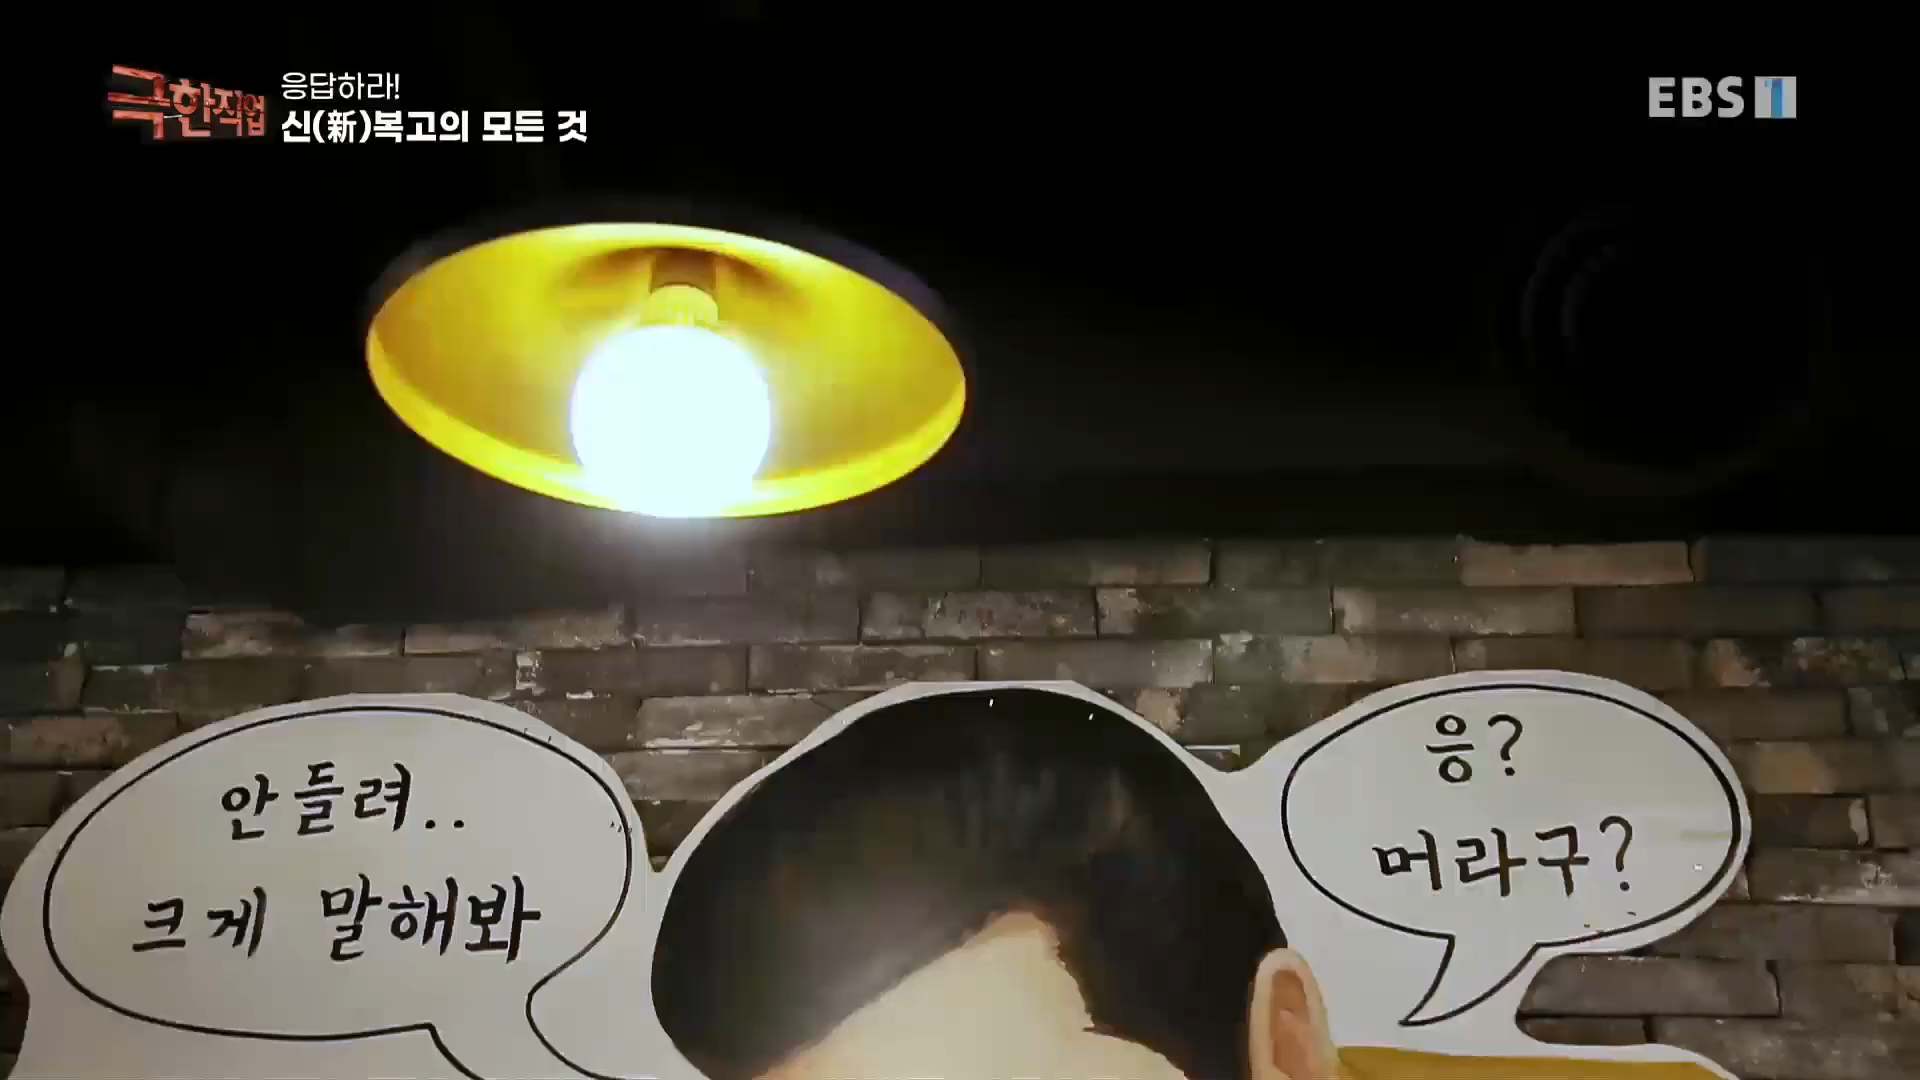 극한직업
응답하라!
신(新)복고의 모든 것
EBS 1
안들려..
크게 말해봐
응?
머라구?